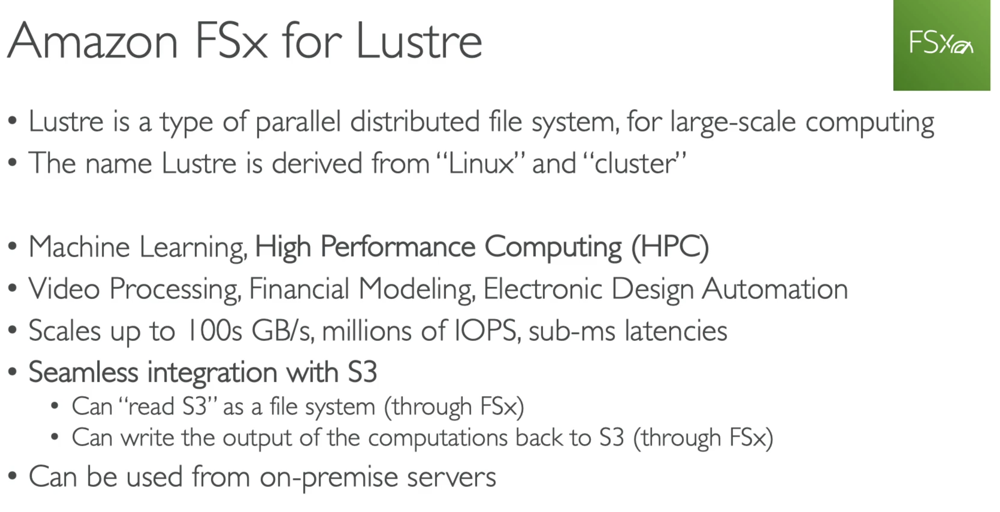 Amazon FSx for Lustre
FSx
• Lustre is a type of parallel distributed file system, for large-scale computing
• The name Lustre is derived from “Linux” and “cluster”
• Machine Learning, High Performance Computing (HPC)
• Video Processing, Financial Modeling, Electronic Design Automation
• Scales up to 100s GB/s, millions of IOPS, sub-ms latencies
• Seamless integration with S3
• Can “read S3” as a file system (through FSx)
• Can write the output of the computations back to S3 (through FSx)
• Can be used from on-premise servers